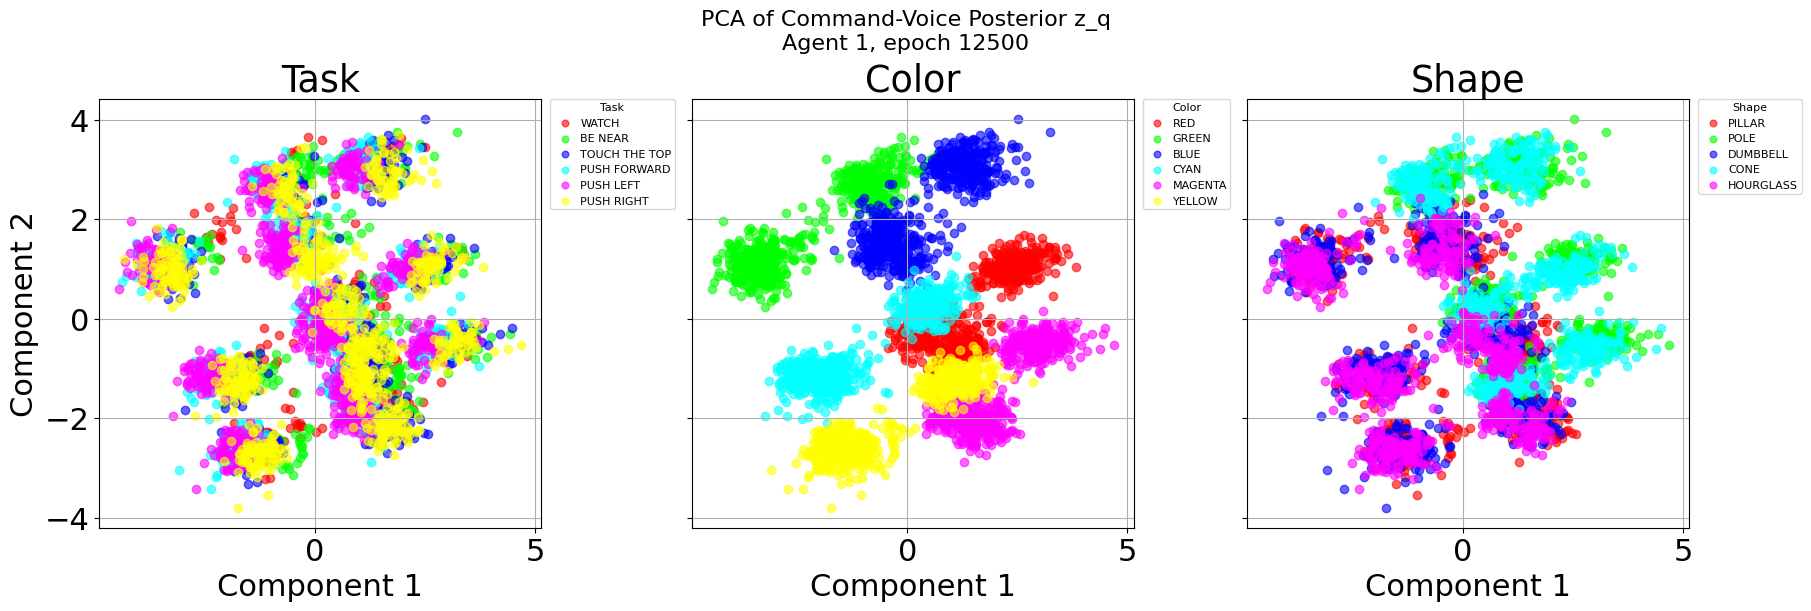 PCA of Command-Voice Posterior z_q
Agent 1, epoch 12500
Task
Component 2
4
2
0
−2
−4
0
5
Component 1
Task
WATCH
BE NEAR
TOUCH THE TOP
PUSH FORWARD
PUSH LEFT
PUSH RIGHT
Color
0
5
Component 1
Color
RED
GREEN
BLUE
CYAN
MAGENTA
YELLOW
Shape
0
5
Component 1
Shape
PILLAR
POLE
DUMBBELL
CONE
HOURGLASS